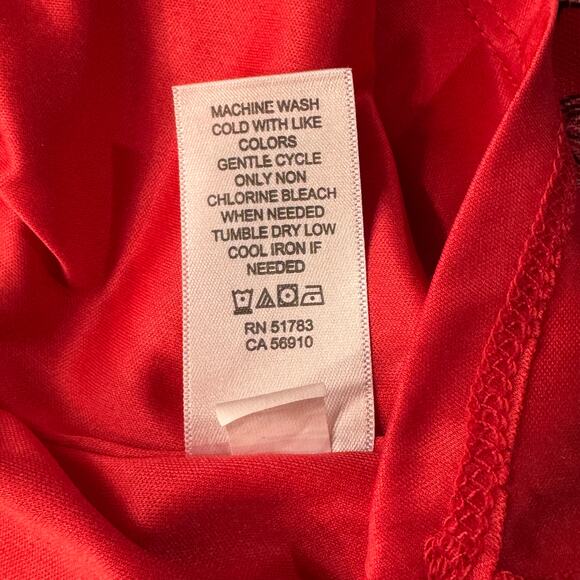 MACHINE WASH
COLD WITH LIKE
COLORS
GENTLE CYCLE
ONLY NON
CHLORINE BLEACH
WHEN NEEDED
TUMBLE DRY LOW
COOL IRON IF
NEEDED
RN 51783
CA 56910